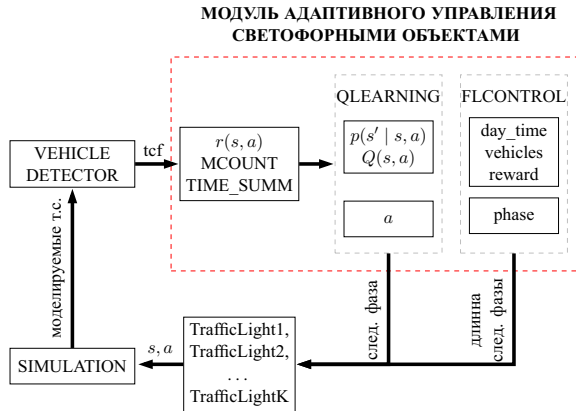 МОДУЛЬ АДАПТИВНОГО УПРАВЛЕНИЯ
СВЕТОФОРНЫМИ ОБЪЕКТАМИ
QLEARNING
FLCONTROL
VEHICLE
DETECTOR
tcf
r(s, a)
MCOUNT
TIME_SUMM
p(s′ | s, a)
Q(s, a)
a
day_time
vehicles
reward
phase
моделируемые т.с.
след. фаза
длинна
след. фазы
SIMULATION
s, a
TrafficLight1,
TrafficLight2,
...
TrafficLightK